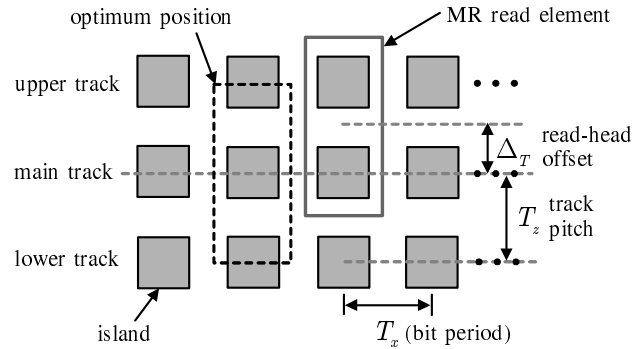 optimum position
MR read element
upper track
read-head
Δ_T offset
main track
T_z track
pitch
lower track
island
T_x (bit period)